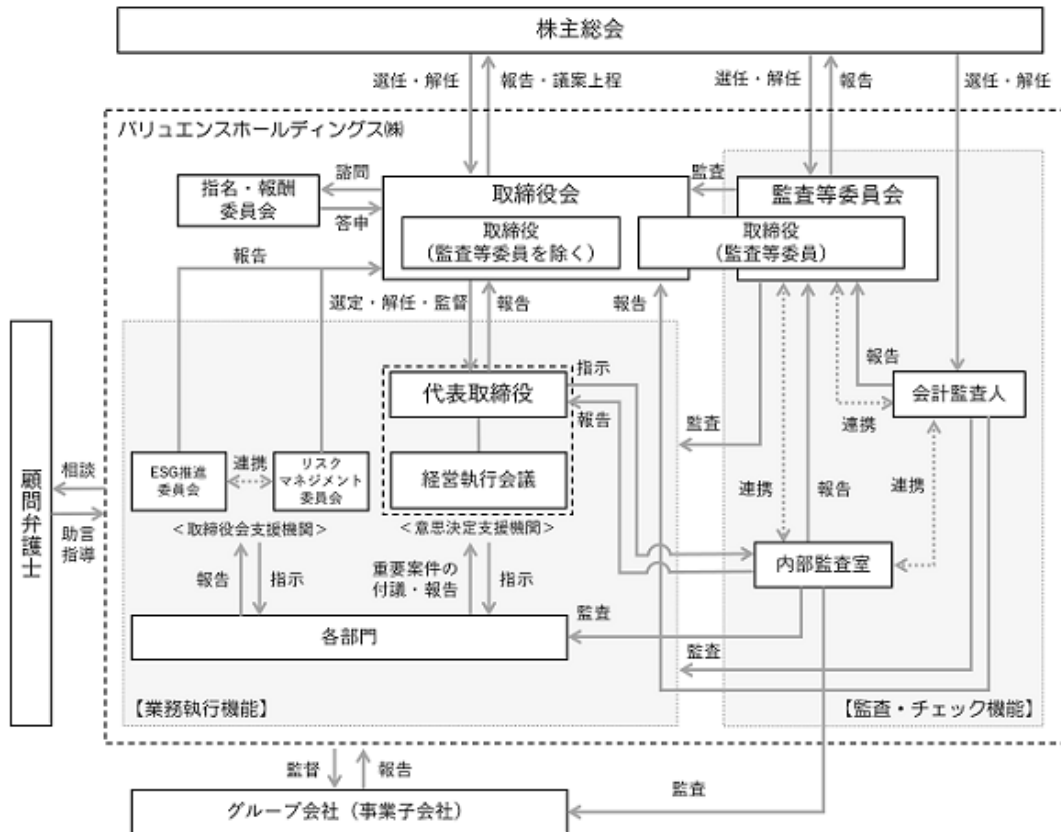 株主総会
選任・解任
報告・議案上程
選任・解任
報告
選任・解任
バリュエンスホールディングス㈱
指名・報酬
委員会
諮問
答申
取締役会
取締役
(監査等委員を除く)
監査
監査等委員会
取締役
(監査等委員)
報告
選定・解任・監督
報告
報告
代表取締役
指示
報告
経営執行会議
<意思決定支援機関>
監査
報告
連携
会計監査人
連携
報告
連携
ESG推進
委員会
連携
リスク
マネジメント
委員会
<取締役会支援機関>
顧問弁護士
相談
助言
指導
報告
指示
重要案件の
付議・報告
指示
内部監査室
各部門
監査
監査
【業務執行機能】
【監査・チェック機能】
監督
報告
監査
グループ会社(事業子会社)